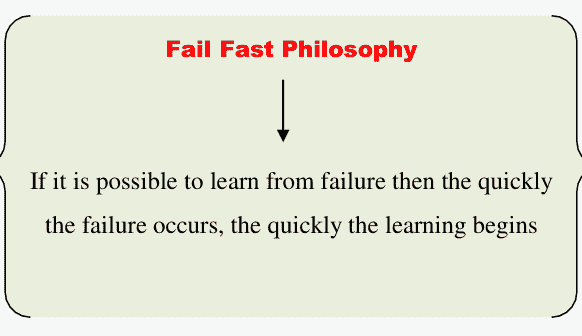 Fail Fast Philosophy
If it is possible to learn from failure then the quickly
the failure occurs, the quickly the learning begins